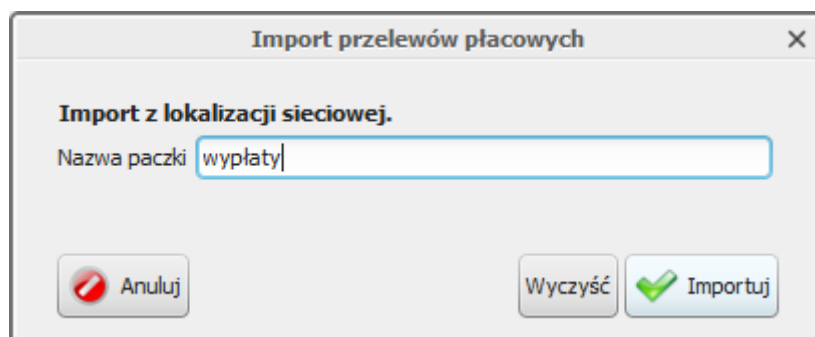 Import przelewów płacowych
Import z lokalizacji sieciowej.
Nazwa paczki wypłaty
Anuluj Wyczyść Importuj